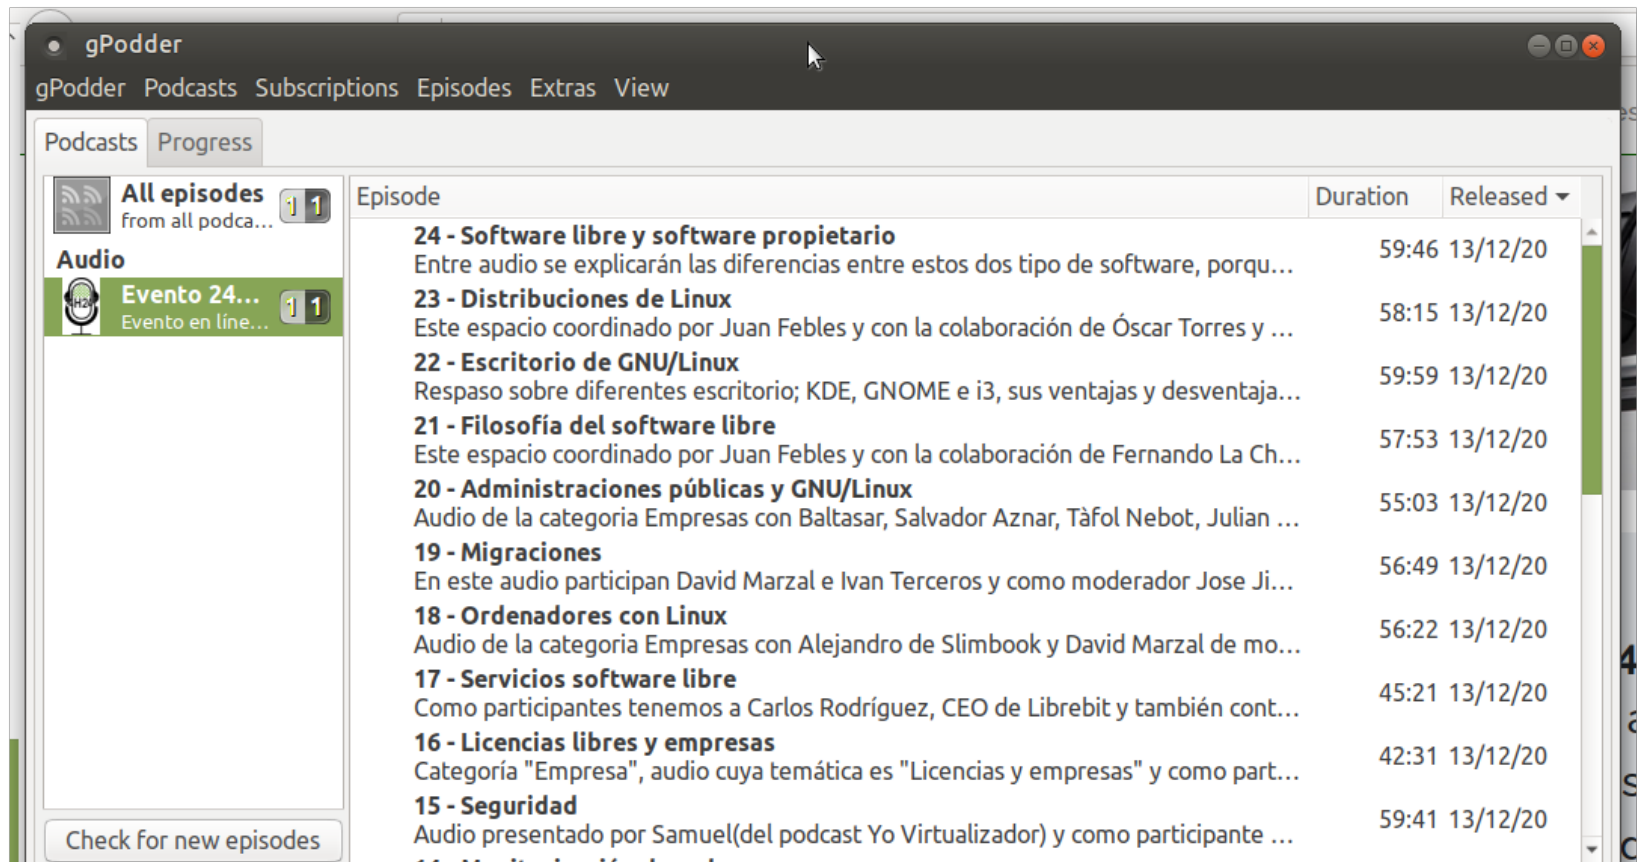 gPodder
gPodder Podcasts Subscriptions Episodes Extras View
Podcasts Progress
All episodes
from all podca...
1 1
Audio
Evento 24...
Evento en líne...
1 1
Check for new episodes
Episode Duration Released
24 - Software libre y software propietario
Entre audio se explicarán las diferencias entre estos dos tipo de software, porqu...
59:46 13/12/20
23 - Distribuciones de Linux
Este espacio coordinado por Juan Febles y con la colaboración de Óscar Torres y ...
58:15 13/12/20
22 - Escritorio de GNU/Linux
Respaso sobre diferentes escritorio; KDE, GNOME e i3, sus ventajas y desventaja...
59:59 13/12/20
21 - Filosofía del software libre
Este espacio coordinado por Juan Febles y con la colaboración de Fernando La Ch...
57:53 13/12/20
20 - Administraciones públicas y GNU/Linux
Audio de la categoria Empresas con Baltasar, Salvador Aznar, Tàfol Nebot, Julian ...
55:03 13/12/20
19 - Migraciones
En este audio participan David Marzal e Ivan Terceros y como moderador Jose Ji...
56:49 13/12/20
18 - Ordenadores con Linux
Audio de la categoria Empresas con Alejandro de Slimbook y David Marzal de mo...
56:22 13/12/20
17 - Servicios software libre
Como participantes tenemos a Carlos Rodríguez, CEO de Librebit y también cont...
45:21 13/12/20
16 - Licencias libres y empresas
Categoría "Empresa", audio cuya temática es "Licencias y empresas" y como part...
42:31 13/12/20
15 - Seguridad
Audio presentado por Samuel(del podcast Yo Virtualizador) y como participante ...
59:41 13/12/20